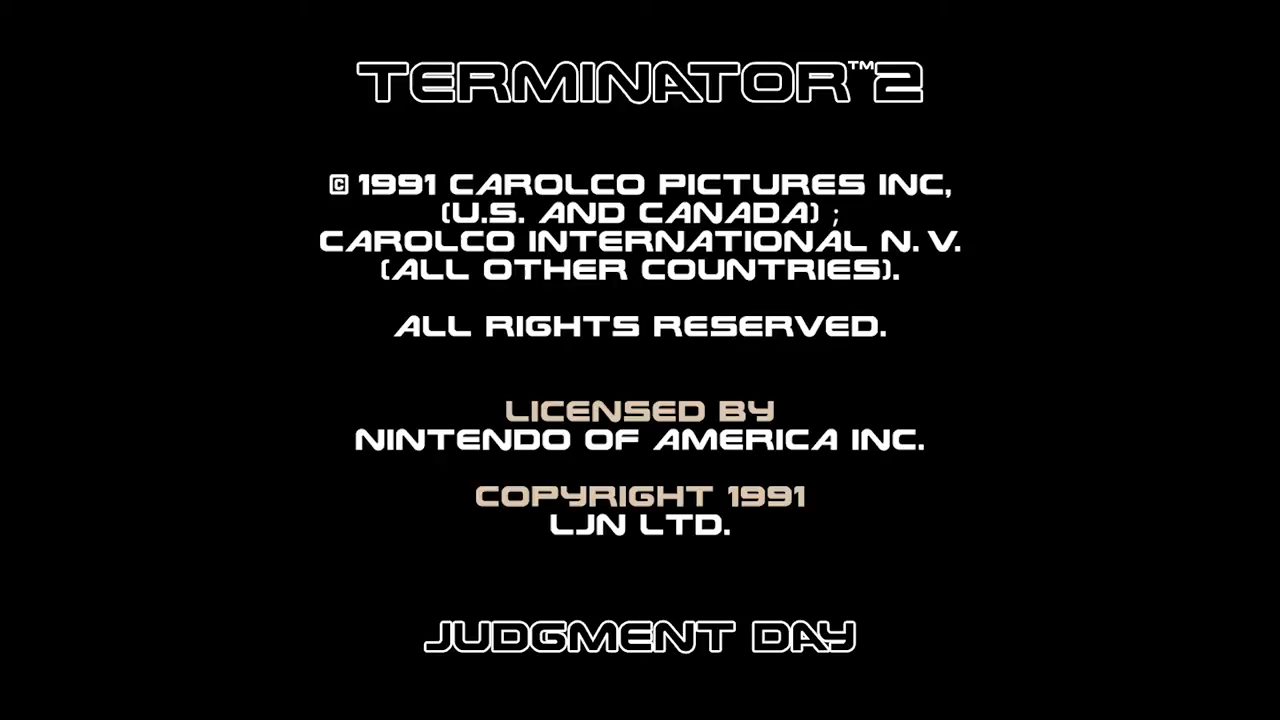 TERMINATOR™2
© 1991 CAROLCO PICTURES INC,
(U.S. AND CANADA) ;
CAROLCO INTERNATIONAL N. V.
(ALL OTHER COUNTRIES).
ALL RIGHTS RESERVED.
LICENSED BY
NINTENDO OF AMERICA INC.
COPYRIGHT 1991
LJN LTD.
JUDGMENT DAY